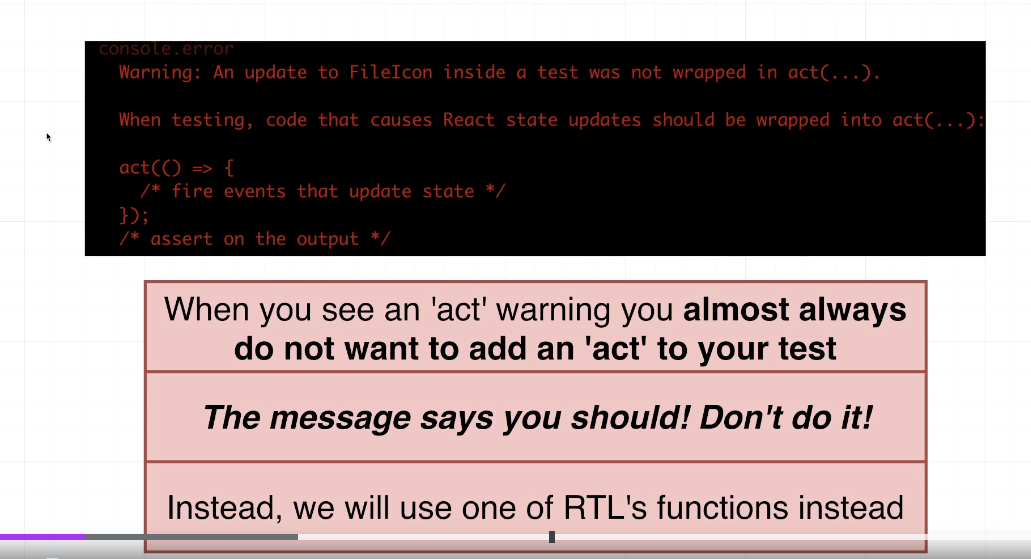 console.error
Warning: An update to FileIcon inside a test was not wrapped in act(...).
When testing, code that causes React state updates should be wrapped into act(...):
act(() => {
/* fire events that update state */
});
/* assert on the output */
When you see an 'act' warning you almost always
do not want to add an 'act' to your test
The message says you should! Don't do it!
Instead, we will use one of RTL's functions instead